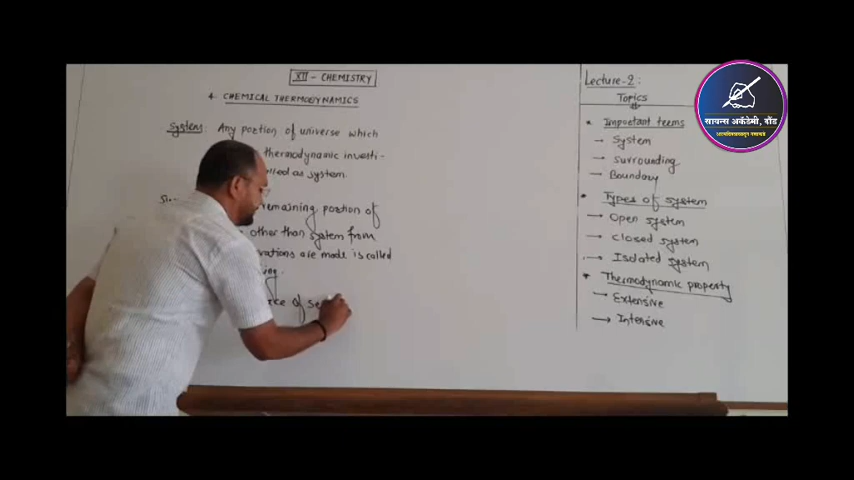 XII - CHEMISTRY
4. CHEMICAL THERMODYNAMICS
System: Any portion of universe which
thermodynamic investi-
called as system.
remaining portion of
other than system from
vations are made is called
of
Lecture-2:
Topics
Important terms
→ System
→ Surrounding
→ Boundary
Types of system
→ Open system
→ closed system
→ Isolated system
Thermodynamic property
→ Extensive
→ Intensive
सायन्स अकॅडेमी, दौंड